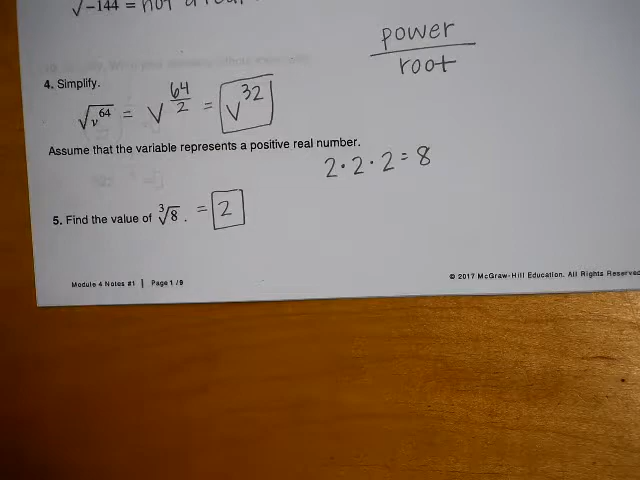 √-144 = not a real
power
root
4. Simplify.
√v^64 = v^(64/2) = v^32
Assume that the variable represents a positive real number.
2 · 2 · 2 = 8
5. Find the value of ∛8. = 2
Module 4 Notes #1 | Page 1 / 9
© 2017 McGraw-Hill Education. All Rights Reserved